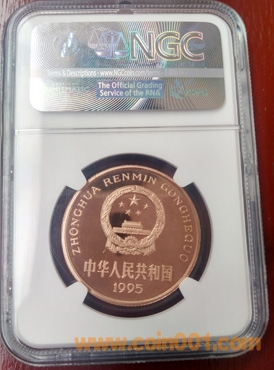 NGC
Terms & Descriptions - www.NGCcoin.com
The Official Grading
Service of the ANA
ZHONGHUA RENMIN GONGHEGUO
中华人民共和国
1995
www.coin001.com